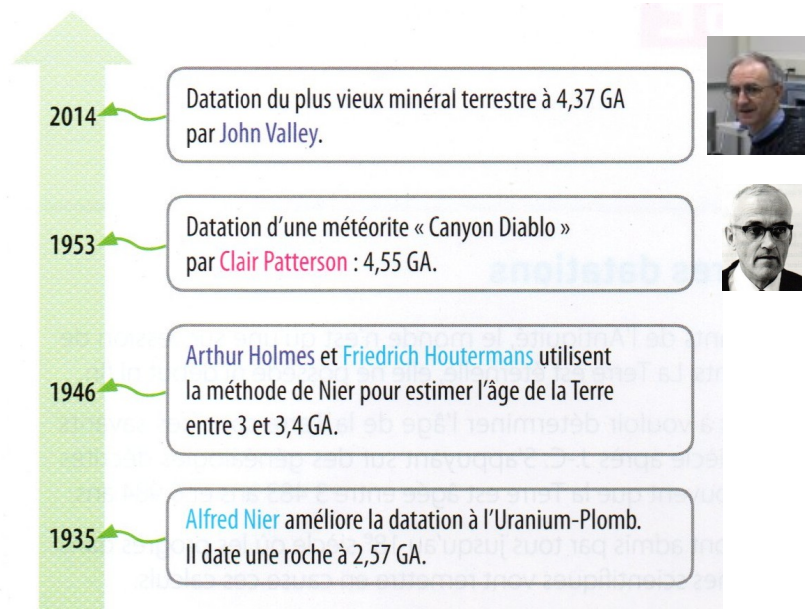 2014
Datation du plus vieux minéral terrestre à 4,37 GA
par John Valley.
1953
Datation d’une météorite « Canyon Diablo »
par Clair Patterson : 4,55 GA.
1946
Arthur Holmes et Friedrich Houtermans utilisent
la méthode de Nier pour estimer l’âge de la Terre
entre 3 et 3,4 GA.
1935
Alfred Nier améliore la datation à l’Uranium-Plomb.
Il date une roche à 2,57 GA.